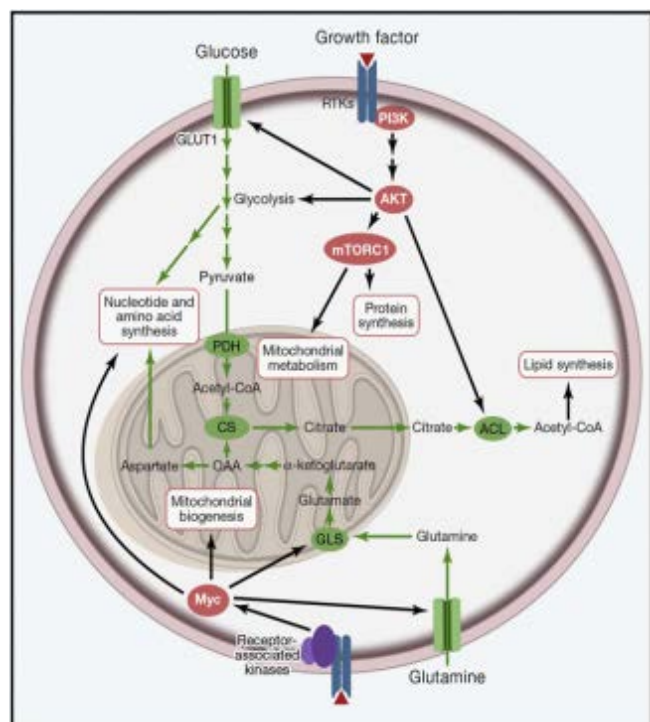 Growth factor
Glucose
RTKs
PI3K
GLUT1
AKT
Glycolysis
mTORC1
Pyruvate
Nucleotide and
amino acid
synthesis
Protein
synthesis
PDH
Mitochondrial
metabolism
Lipid synthesis
Acetyl-CoA
CS
Citrate
Citrate
ACL
Acetyl-CoA
Aspartate
OAA
α-ketoglutarate
Mitochondrial
biogenesis
Glutamate
GLS
Glutamine
Myc
Receptor-
associated
kinases
Glutamine